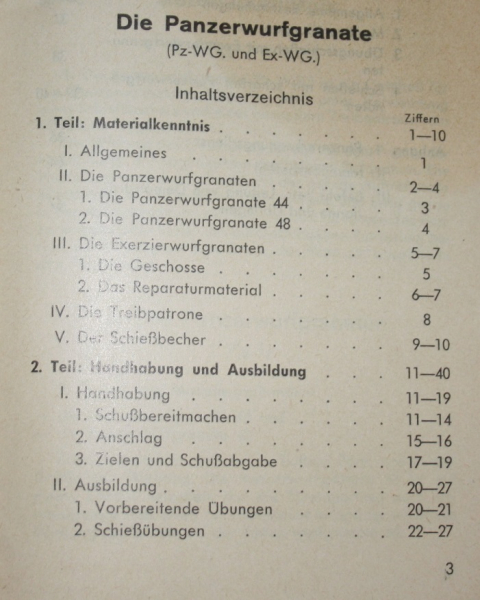 Die Panzerwurfgranate
(Pz-WG. und Ex-WG.)
Inhaltsverzeichnis
Ziffern
1. Teil: Materialkenntnis . . . . . . 1—10
I. Allgemeines . . . . . . . 1
II. Die Panzerwurfgranaten . . . . . 2—4
1. Die Panzerwurfgranate 44 . . . . 3
2. Die Panzerwurfgranate 48 . . . . 4
III. Die Exerzierwurfgranaten . . . . . 5—7
1. Die Geschosse . . . . . . 5
2. Das Reparaturmaterial . . . . . 6—7
IV. Die Treibpatrone . . . . . . 8
V. Der Schießbecher . . . . . . 9—10
2. Teil: Handhabung und Ausbildung . . . 11—40
I. Handhabung . . . . . . . 11—19
1. Schußbereitmachen . . . . . 11—14
2. Anschlag . . . . . . . 15—16
3. Zielen und Schußabgabe . . . . 17—19
II. Ausbildung . . . . . . . . 20—27
1. Vorbereitende Übungen . . . . 20—21
2. Schießübungen . . . . . . 22—27
3